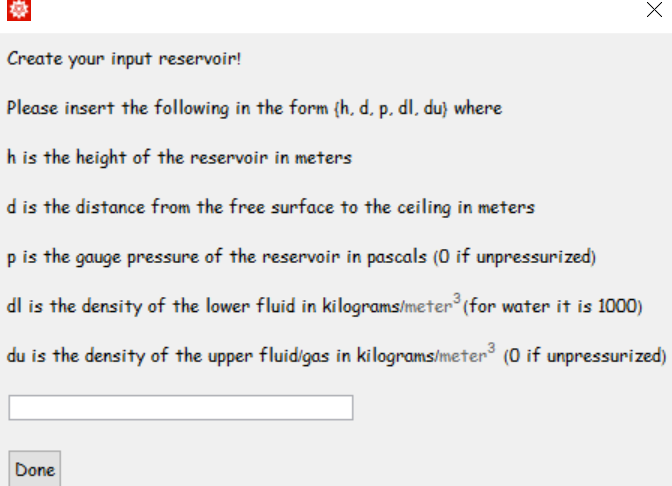 Create your input reservoir!
Please insert the following in the form {h, d, p, dl, du} where
h is the height of the reservoir in meters
d is the distance from the free surface to the ceiling in meters
p is the gauge pressure of the reservoir in pascals (0 if unpressurized)
dl is the density of the lower fluid in kilograms/meter³(for water it is 1000)
du is the density of the upper fluid/gas in kilograms/meter³ (0 if unpressurized)
Done